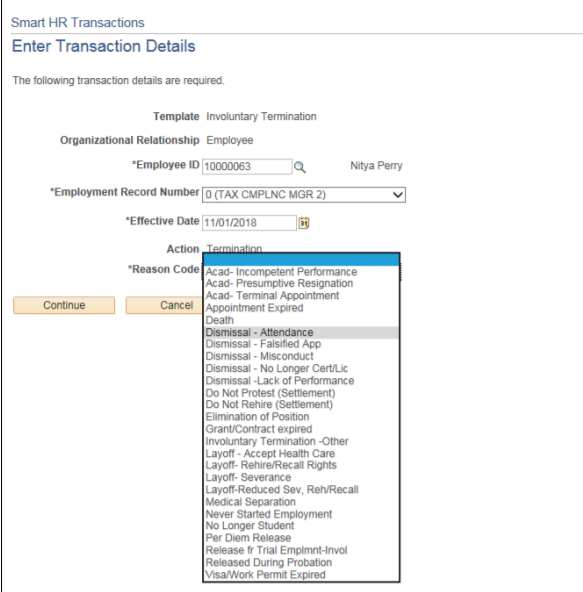 Smart HR Transactions
Enter Transaction Details
The following transaction details are required.
Template Involuntary Termination
Organizational Relationship Employee
*Employee ID 10000063 Nitya Perry
*Employment Record Number 0 (TAX CMPLNC MGR 2)
*Effective Date 11/01/2018 31
Action Termination
*Reason Code
Continue Cancel
Acad- Incompetent Performance
Acad- Presumptive Resignation
Acad- Terminal Appointment
Appointment Expired
Death
Dismissal - Attendance
Dismissal - Falsified App
Dismissal - Misconduct
Dismissal - No Longer Cert/Lic
Dismissal -Lack of Performance
Do Not Protest (Settlement)
Do Not Rehire (Settlement)
Elimination of Position
Grant/Contract expired
Involuntary Termination -Other
Layoff - Accept Health Care
Layoff- Rehire/Recall Rights
Layoff- Severance
Layoff-Reduced Sev, Reh/Recall
Medical Separation
Never Started Employment
No Longer Student
Per Diem Release
Release fr Trial Emplmnt-Invol
Released During Probation
Visa/Work Permit Expired